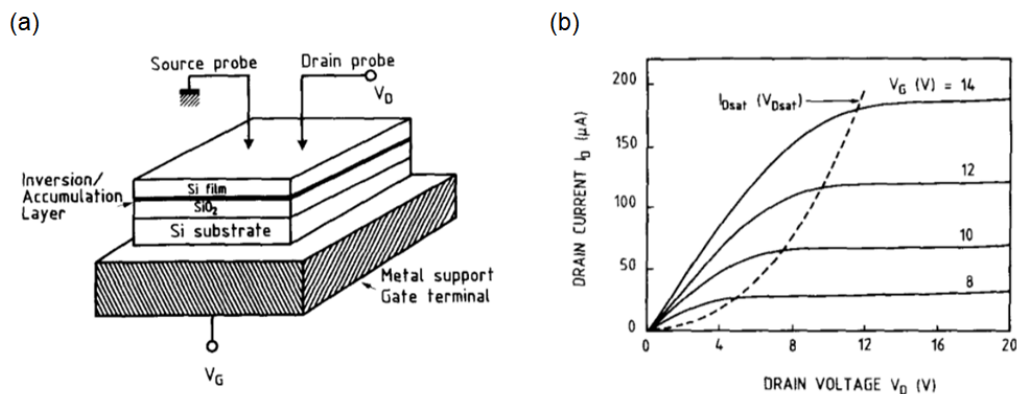 (a)
Source probe
Drain probe
V_D
Inversion/
Accumulation
Layer
Si film
SiO₂
Si substrate
Metal support
Gate terminal
V_G
(b)
DRAIN CURRENT I_D (μA)
200
150
100
50
0
I_Dsat (V_Dsat)
V_G (V) = 14
12
10
8
0
4
8
12
16
20
DRAIN VOLTAGE V_D (V)